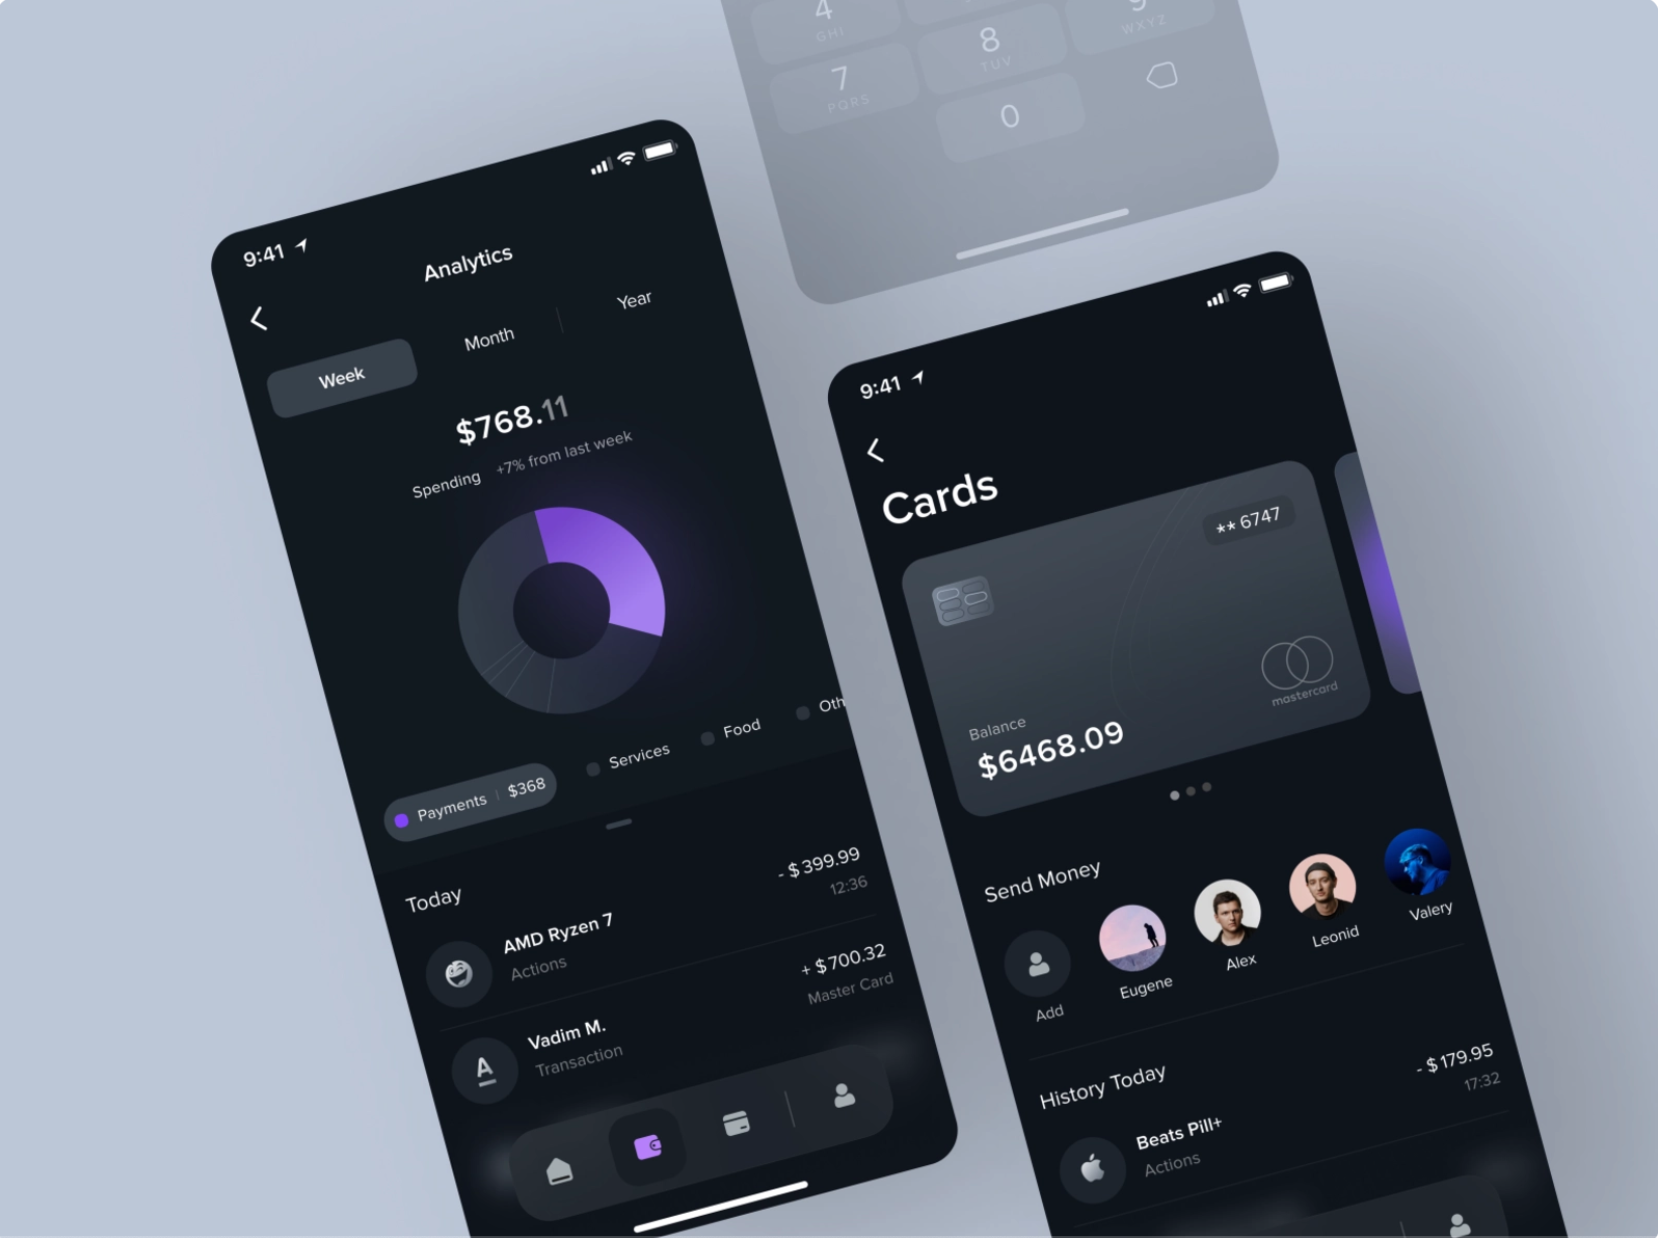 4
GHI
9
WXYZ
8
TUV
7
PQRS
0
9:41
Analytics
Week
Month
Year
$768.11
Spending +7% from last week
Payments | $368
Services
Food
Oth
Today
AMD Ryzen 7
Actions
- $399.99
12:36
Vadim M.
Transaction
+ $700.32
Master Card
A
9:41
Cards
** 6747
mastercard
Balance
$6468.09
Send Money
Add
Eugene
Alex
Leonid
Valery
History Today
Beats Pill+
Actions
- $179.95
17:32